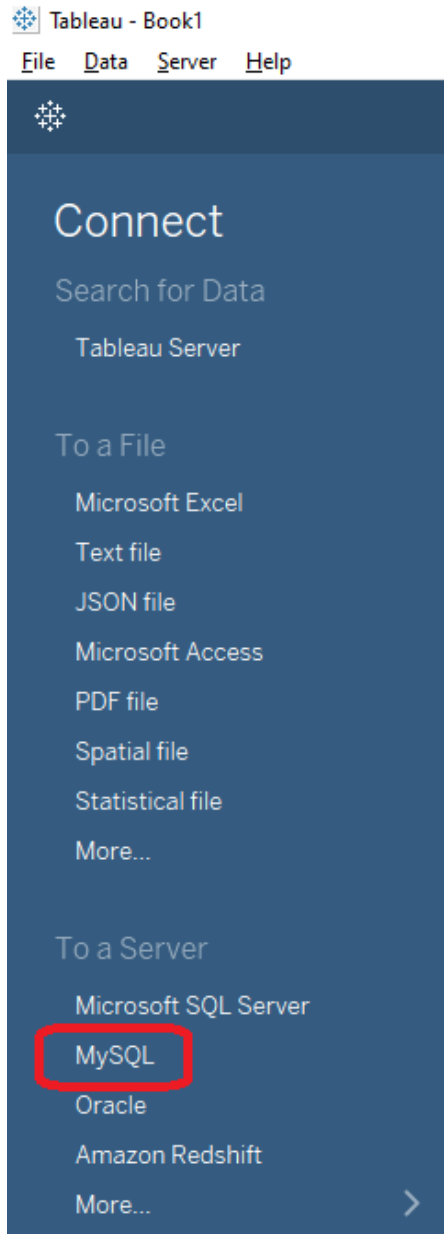 Tableau - Book1
File Data Server Help
Connect
Search for Data
Tableau Server
To a File
Microsoft Excel
Text file
JSON file
Microsoft Access
PDF file
Spatial file
Statistical file
More...
To a Server
Microsoft SQL Server
MySQL
Oracle
Amazon Redshift
More...